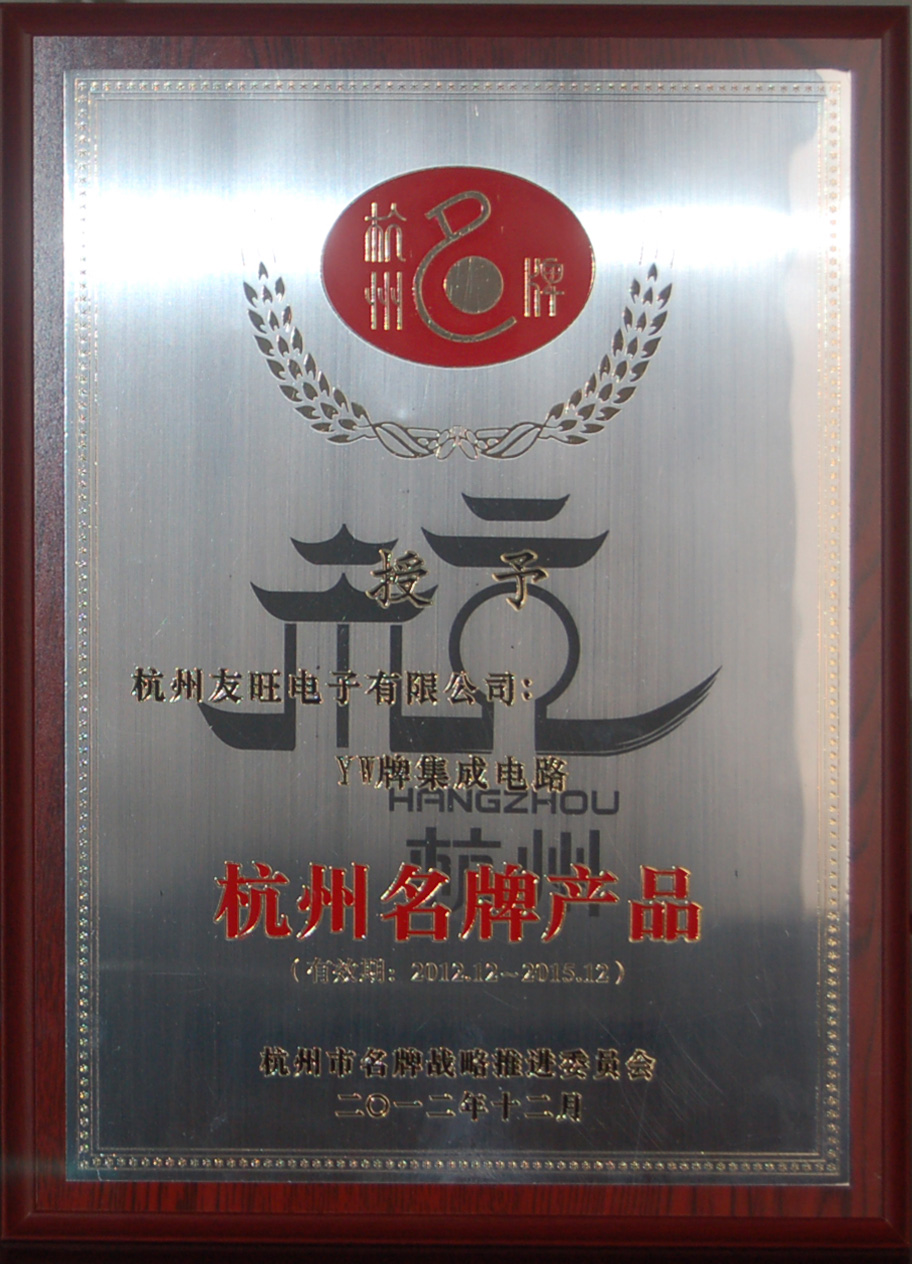 杭州名牌
授予
杭州友旺电子有限公司:
YW牌集成电路
HANGZHOU
杭州
杭州名牌产品
(有效期: 2012.12~2015.12)
杭州市名牌战略推进委员会
二〇一二年十二月